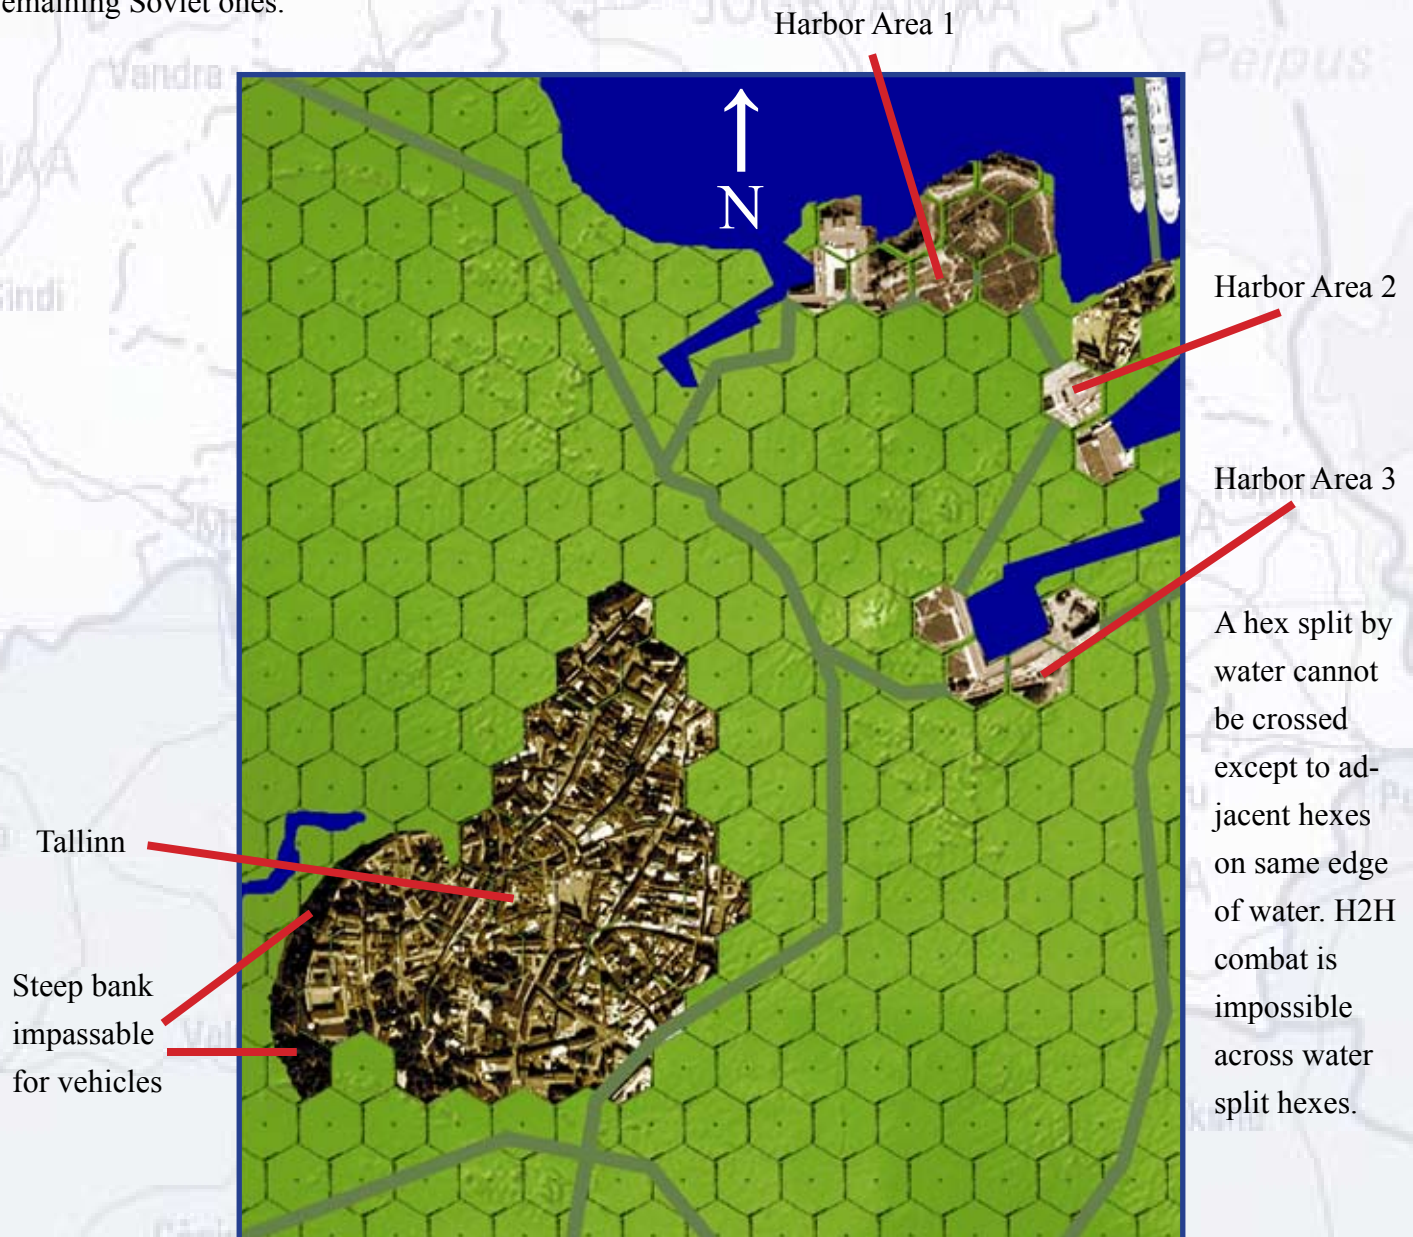 emaining Soviet ones.
Harbor Area 1
Vandra
Peipus
N
Harbor Area 2
Harbor Area 3
A hex split by
water cannot
be crossed
except to ad-
jacent hexes
on same edge
of water. H2H
combat is
impossible
across water
split hexes.
Tallinn
Steep bank
impassable
for vehicles